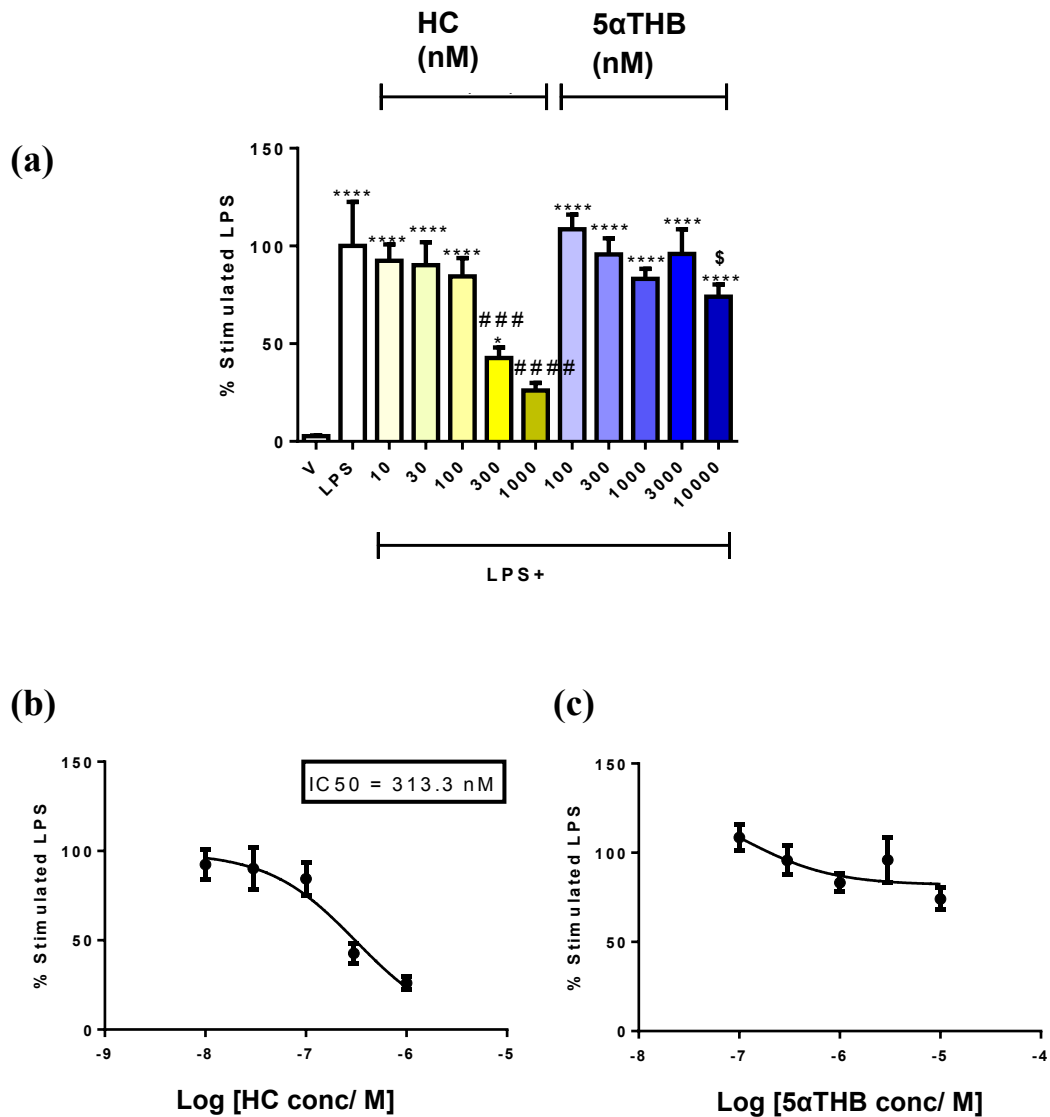 HC
(nM)
5αTHB
(nM)
(a)
% Stimulated LPS
150
100
50
0
****
****
****
****
###
*
####
****
****
****
****
$
****
V
LPS
10
30
100
300
1000
100
300
1000
3000
10000
LPS+
(b)
% Stimulated LPS
150
100
50
0
IC50 = 313.3 nM
-9
-8
-7
-6
-5
Log [HC conc/ M]
(c)
% Stimulated LPS
150
100
50
0
-8
-7
-6
-5
-4
Log [5αTHB conc/ M]